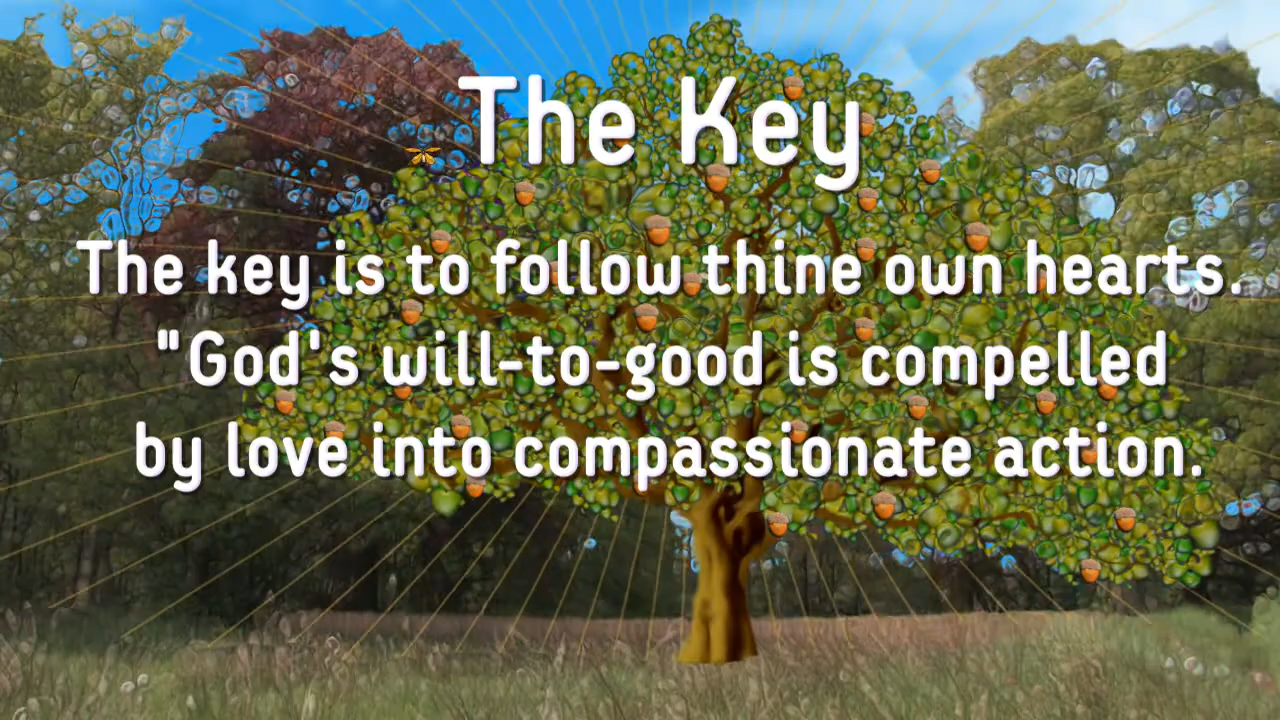 The Key
The key is to follow thine own hearts.
"God's will-to-good is compelled
by love into compassionate action.